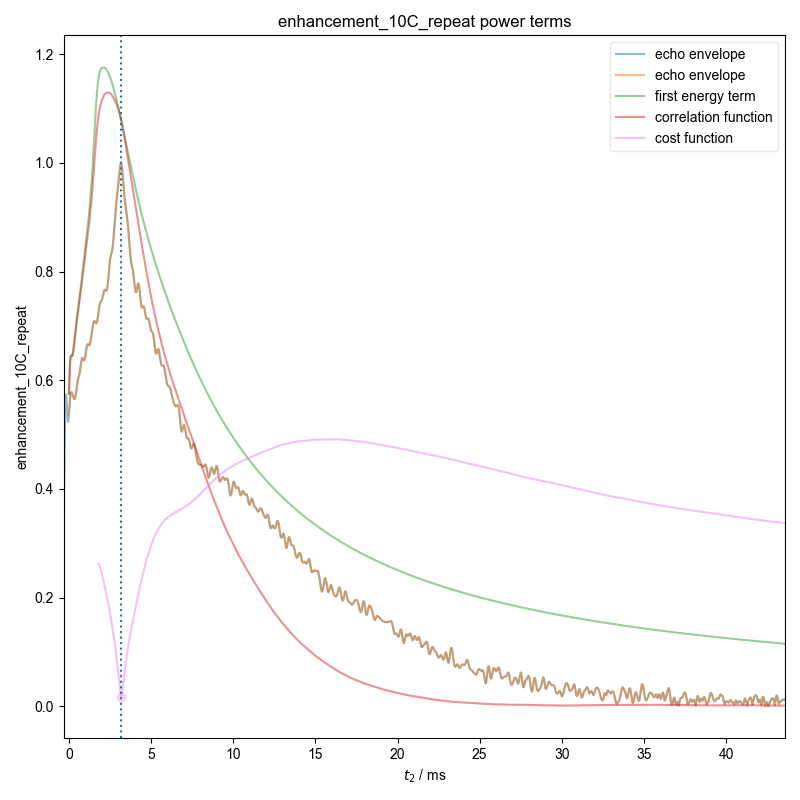 enhancement_10C_repeat power terms
echo envelope
echo envelope
first energy term
correlation function
cost function
enhancement_10C_repeat
1.2
1.0
0.8
0.6
0.4
0.2
0.0
0 5 10 15 20 25 30 35 40
t₂ / ms